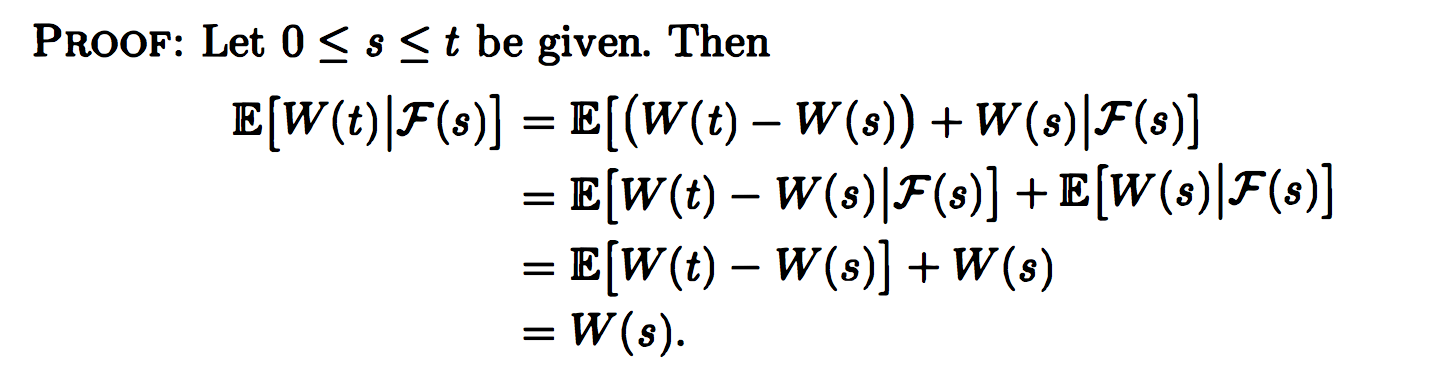 PROOF: Let 0 ≤ s ≤ t be given. Then
𝔼[W(t)|ℱ(s)] = 𝔼[(W(t) − W(s)) + W(s)|ℱ(s)]
= 𝔼[W(t) − W(s)|ℱ(s)] + 𝔼[W(s)|ℱ(s)]
= 𝔼[W(t) − W(s)] + W(s)
= W(s).